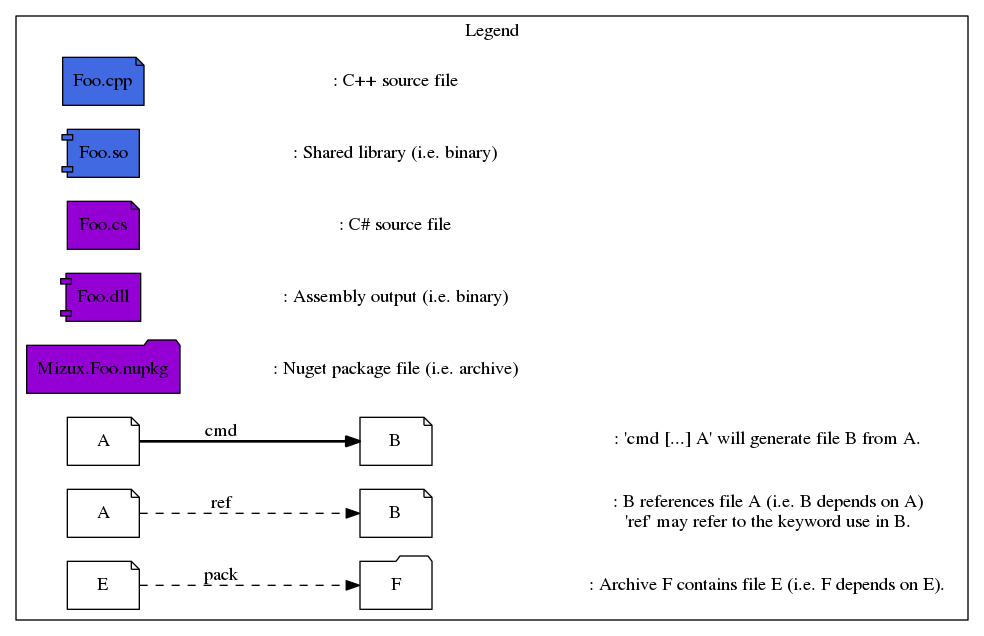 Legend
Foo.cpp : C++ source file
Foo.so : Shared library (i.e. binary)
Foo.cs : C# source file
Foo.dll : Assembly output (i.e. binary)
Mizux.Foo.nupkg : Nuget package file (i.e. archive)
A cmd B : 'cmd [...] A' will generate file B from A.
A ref B : B references file A (i.e. B depends on A)
'ref' may refer to the keyword use in B.
E pack F : Archive F contains file E (i.e. F depends on E).